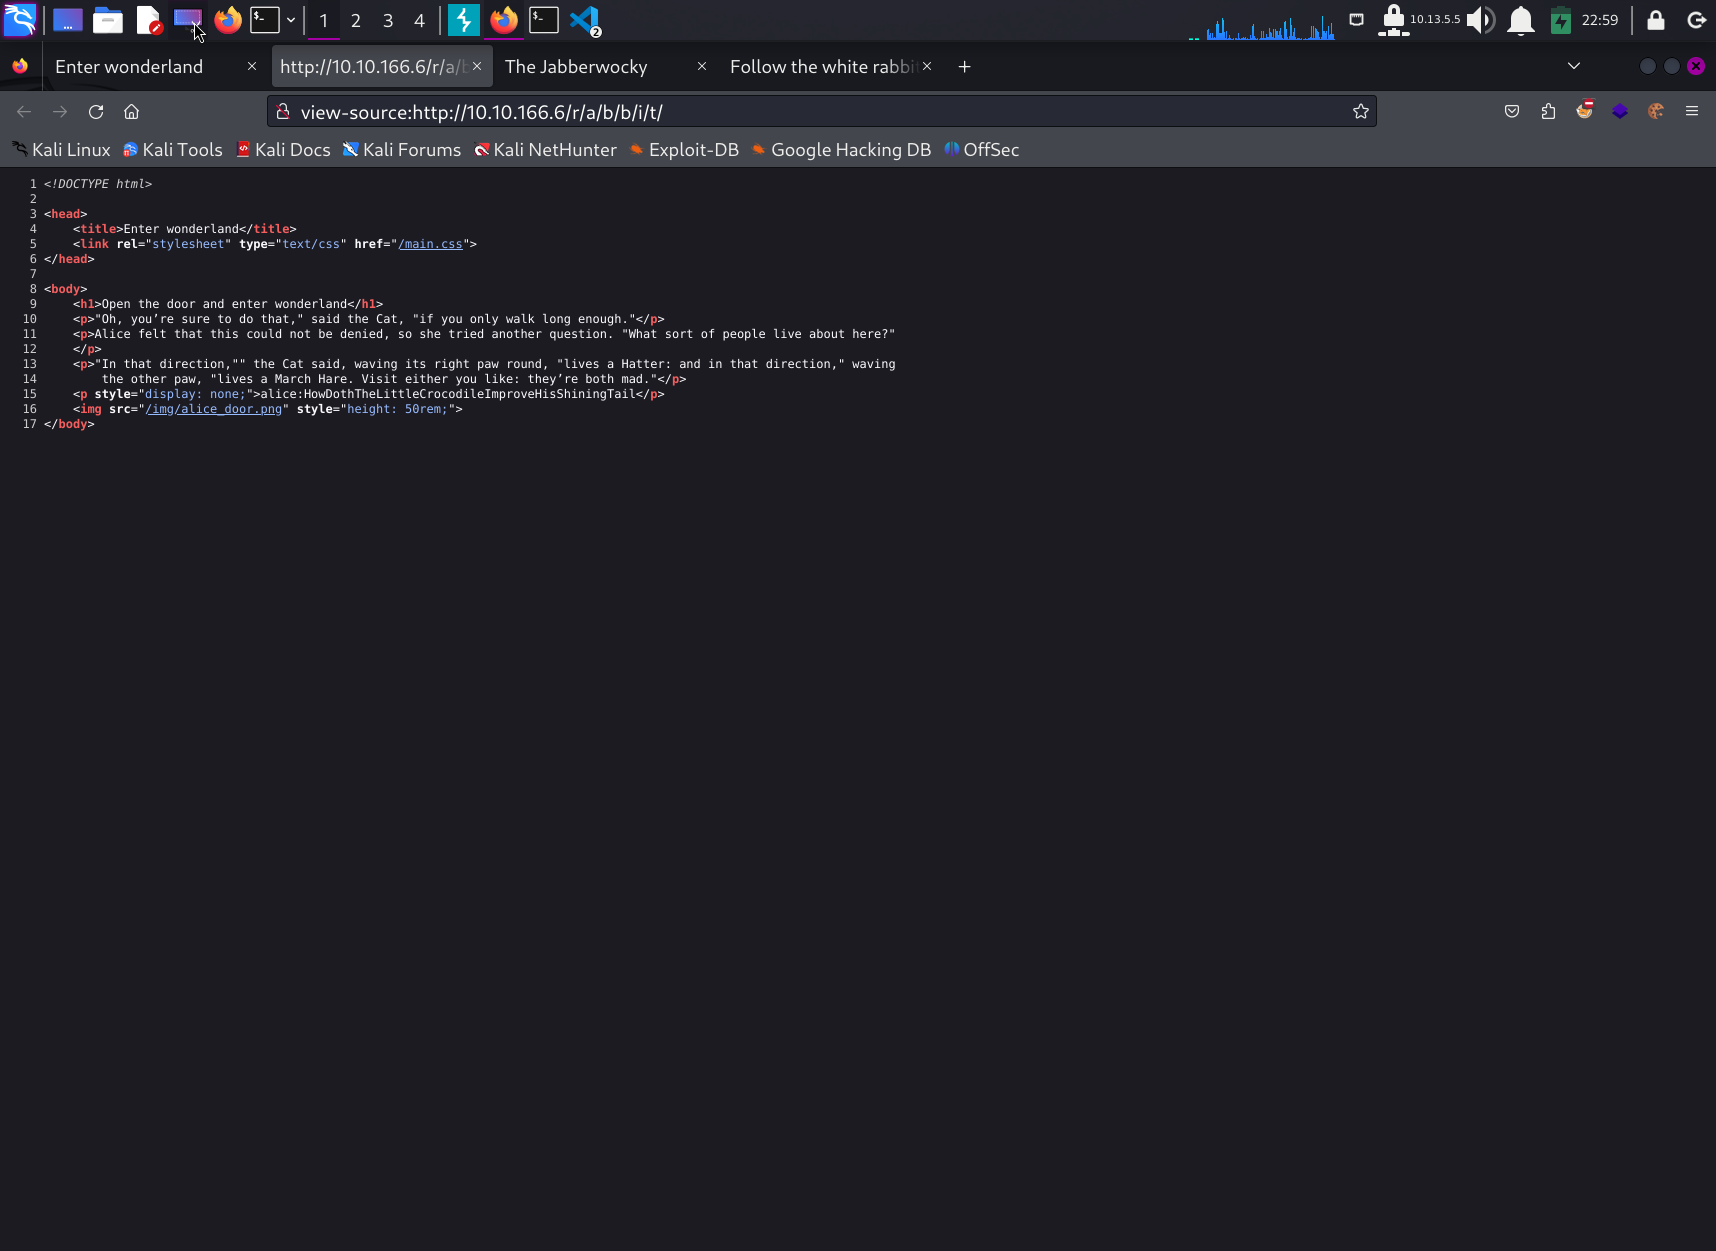 1 2 3 4
2
10.13.5.5
22:59
Enter wonderland
http://10.10.166.6/r/a/b
The Jabberwocky
Follow the white rabbi
view-source:http://10.10.166.6/r/a/b/b/i/t/
Kali Linux Kali Tools Kali Docs Kali Forums Kali NetHunter Exploit-DB Google Hacking DB OffSec
1 <!DOCTYPE html>
2
3 <head>
4     <title>Enter wonderland</title>
5     <link rel="stylesheet" type="text/css" href="/main.css">
6 </head>
7
8 <body>
9     <h1>Open the door and enter wonderland</h1>
10     <p>"Oh, you’re sure to do that," said the Cat, "if you only walk long enough."</p>
11     <p>Alice felt that this could not be denied, so she tried another question. "What sort of people live about here?"
12     </p>
13     <p>"In that direction,"" the Cat said, waving its right paw round, "lives a Hatter: and in that direction," waving
14         the other paw, "lives a March Hare. Visit either you like: they’re both mad."</p>
15     <p style="display: none;">alice:HowDothTheLittleCrocodileImproveHisShiningTail</p>
16     <img src="/img/alice_door.png" style="height: 50rem;">
17 </body>